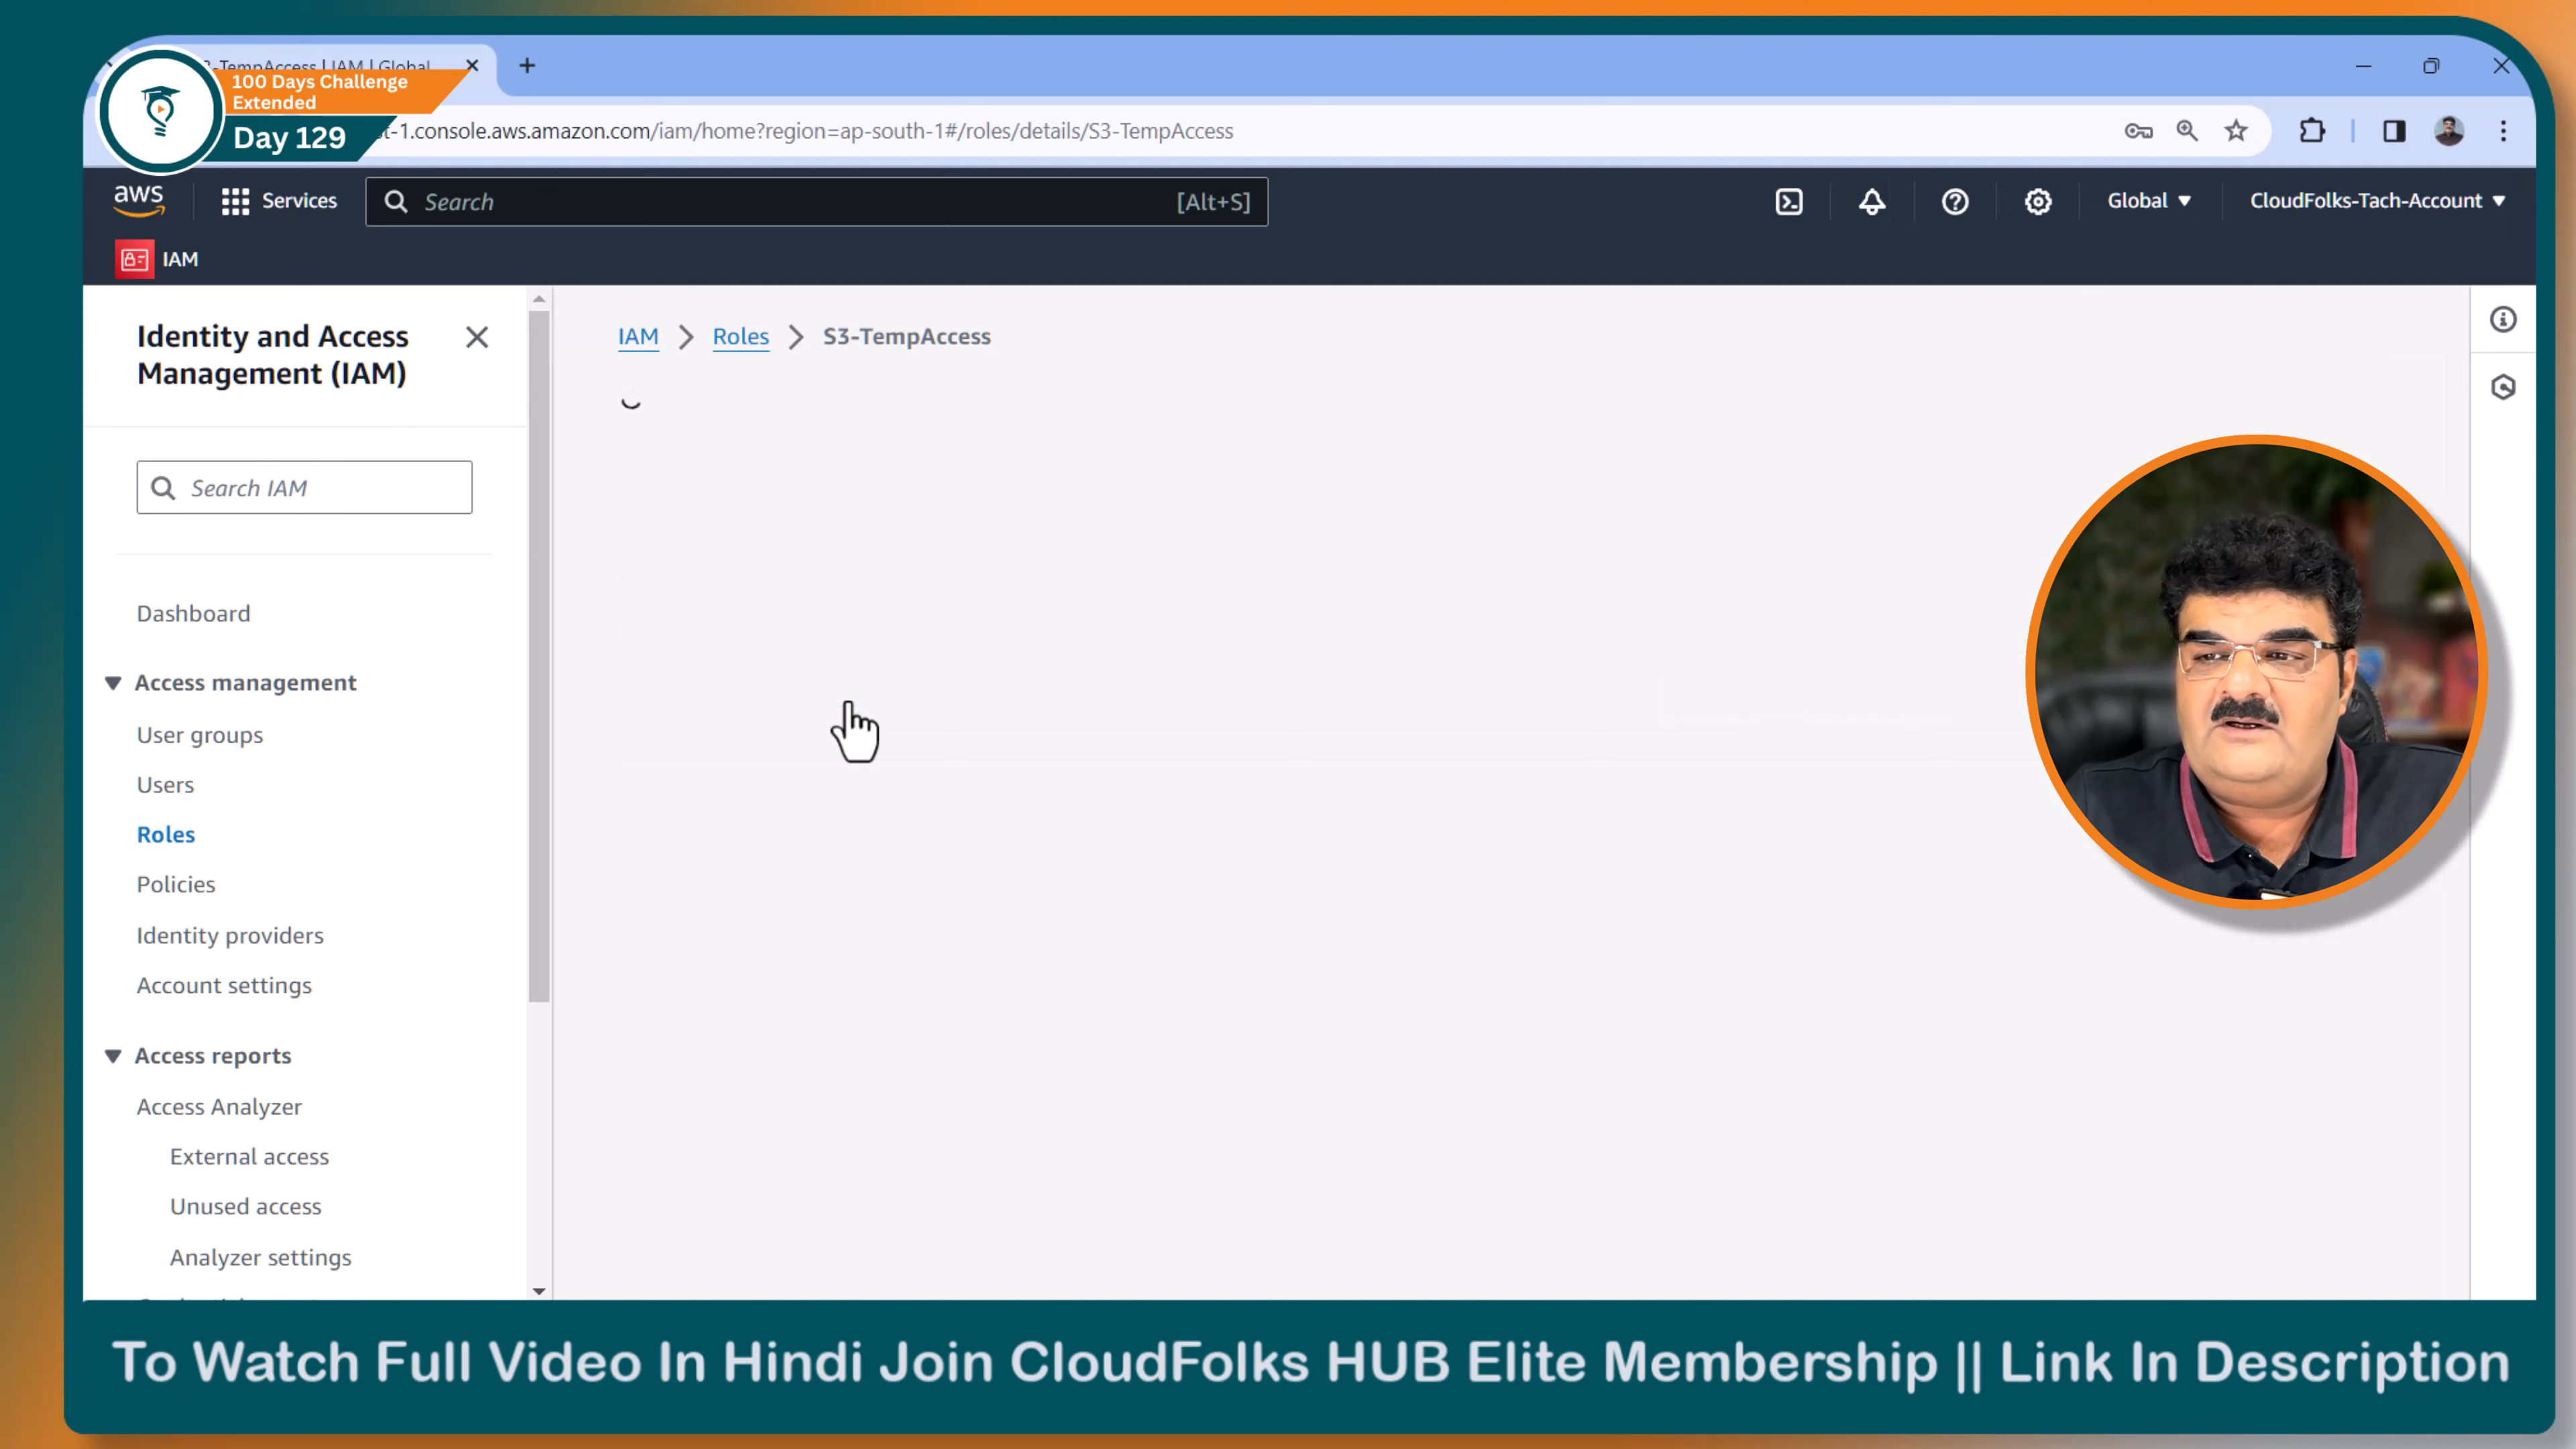 3-TempAccess | IAM | Global
100 Days Challenge
Extended
Day 129
st-1.console.aws.amazon.com/iam/home?region=ap-south-1#/roles/details/S3-TempAccess
aws
Services
Search
[Alt+S]
Global
CloudFolks-Tach-Account
IAM
Identity and Access
Management (IAM)
Search IAM
Dashboard
Access management
User groups
Users
Roles
Policies
Identity providers
Account settings
Access reports
Access Analyzer
External access
Unused access
Analyzer settings
IAM > Roles > S3-TempAccess
To Watch Full Video In Hindi Join CloudFolks HUB Elite Membership || Link In Description